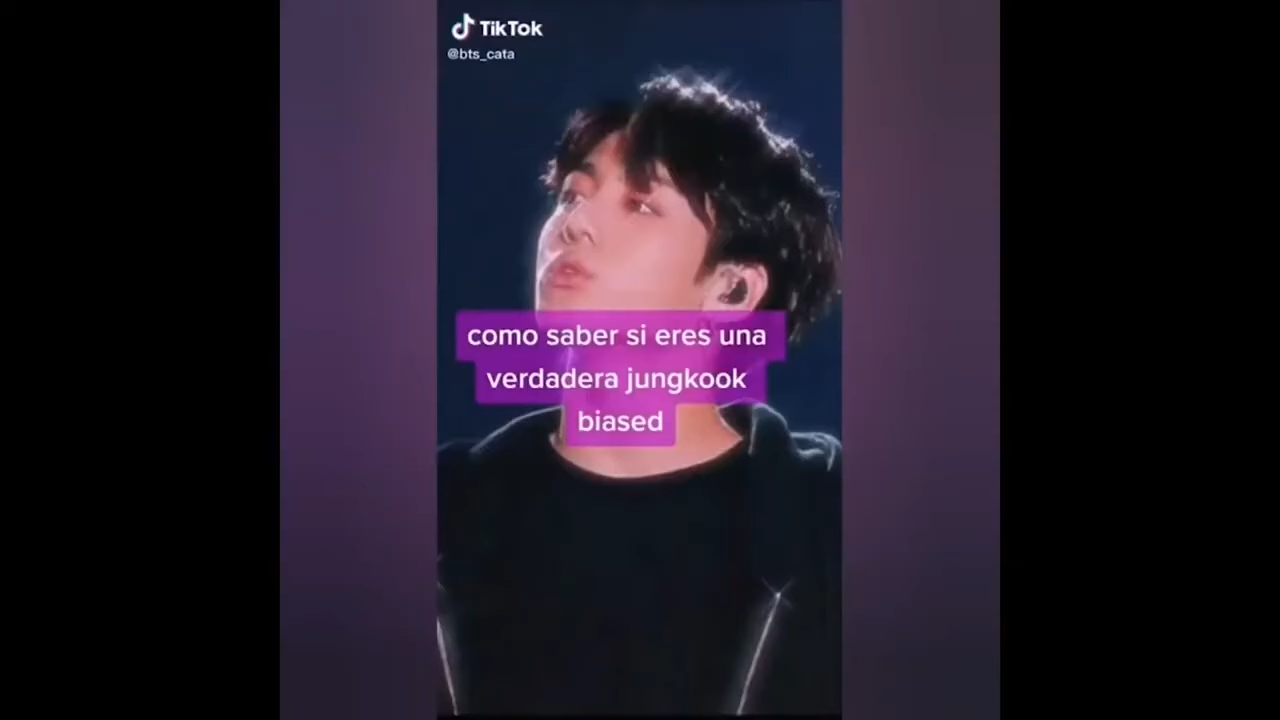 TikTok
@bts_cata
como saber si eres una
verdadera jungkook
biased